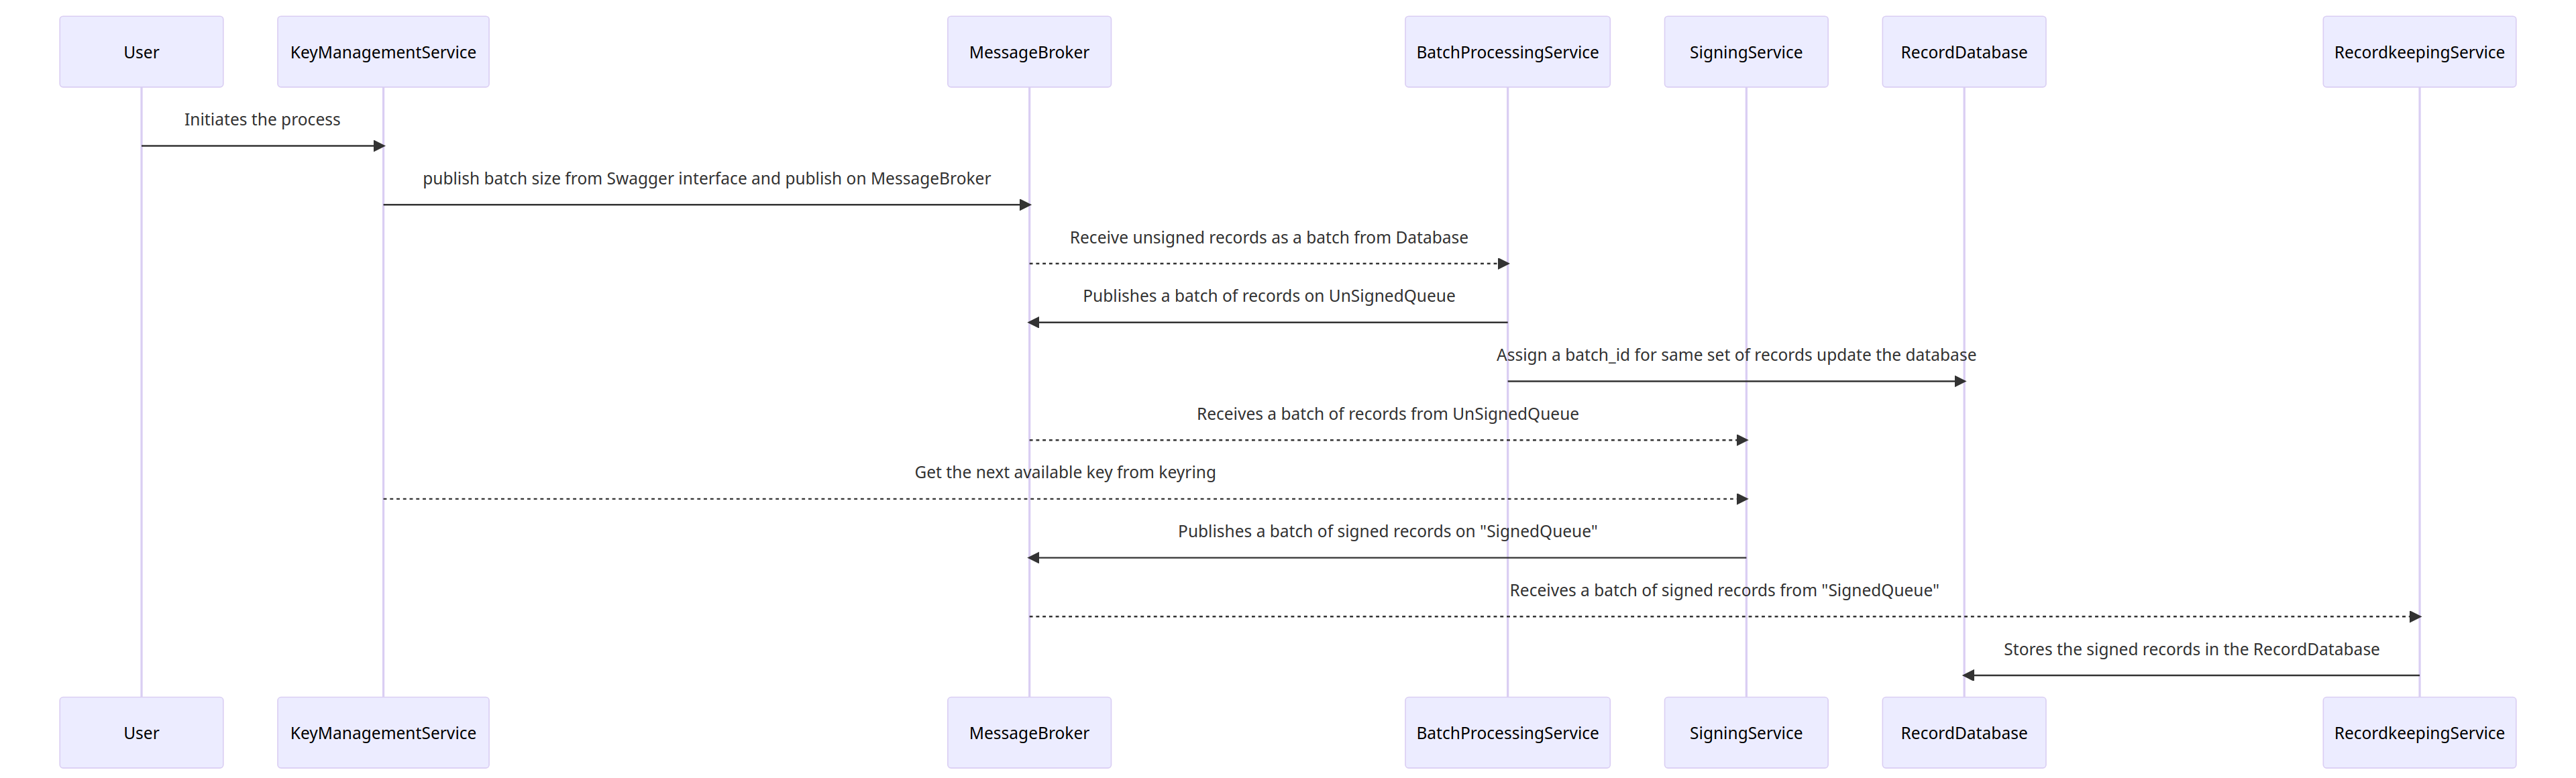 User
KeyManagementService
MessageBroker
BatchProcessingService
SigningService
RecordDatabase
RecordkeepingService
Initiates the process
publish batch size from Swagger interface and publish on MessageBroker
Receive unsigned records as a batch from Database
Publishes a batch of records on UnSignedQueue
Assign a batch_id for same set of records update the database
Receives a batch of records from UnSignedQueue
Get the next available key from keyring
Publishes a batch of signed records on "SignedQueue"
Receives a batch of signed records from "SignedQueue"
Stores the signed records in the RecordDatabase
User
KeyManagementService
MessageBroker
BatchProcessingService
SigningService
RecordDatabase
RecordkeepingService